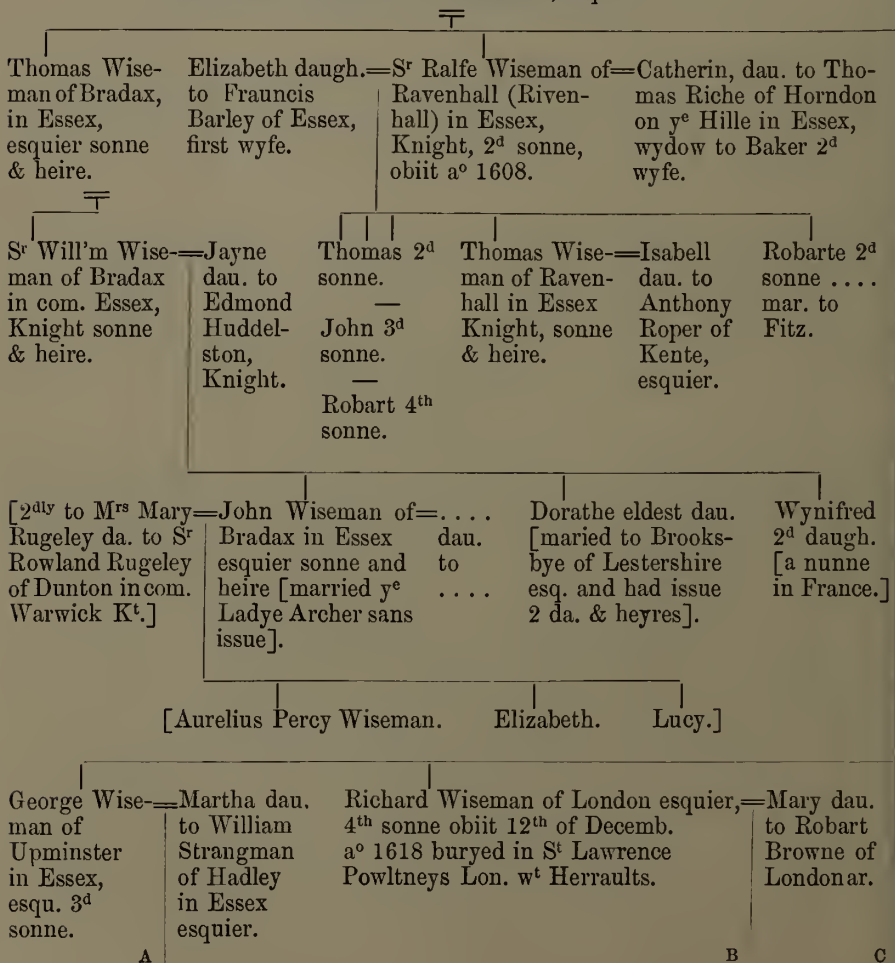 Thomas Wise-
man of Bradax,
in Essex,
esquier sonne
& heire.
Elizabeth daugh.=Sʳ Ralfe Wiseman of=Catherin, dau. to Tho-
to Frauncis
Barley of Essex,
first wyfe.
Ravenhall (Riven-
hall) in Essex,
Knight, 2ᵈ sonne,
obiit aᵒ 1608.
mas Riche of Horndon
on yᵉ Hille in Essex,
wydow to Baker 2ᵈ
wyfe.
Sʳ Will'm Wise-=Jayne
man of Bradax
in com. Essex,
Knight sonne
& heire.
dau. to
Edmond
Huddel-
ston,
Knight.
Thomas 2ᵈ
sonne.
—
John 3ᵈ
sonne.
—
Robart 4ᵗʰ
sonne.
Thomas Wise-=Isabell
man of Raven-
hall in Essex
Knight, sonne
& heire.
dau. to
Anthony
Roper of
Kente,
esquier.
Robarte 2ᵈ
sonne ....
mar. to
Fitz.
[2ᵈˡʸ to Mʳˢ Mary=John Wiseman of=....
Rugeley da. to Sʳ
Rowland Rugeley
of Dunton in com.
Warwick Kᵗ.]
Bradax in Essex
esquier sonne and
heire [married yᵉ
Ladye Archer sans
issue].
dau.
to
....
Dorathe eldest dau.
[maried to Brooks-
bye of Lestershire
esq. and had issue
2 da. & heyres].
Wynifred
2ᵈ daugh.
[a nunne
in France.]
[Aurelius Percy Wiseman. Elizabeth. Lucy.]
George Wise-=Martha dau.
man of
Upminster
in Essex,
esqu. 3ᵈ
sonne.
to William
Strangman
of Hadley
in Essex
esquier.
Richard Wiseman of London esquier,=Mary dau.
4ᵗʰ sonne obiit 12ᵗʰ of Decemb.
aᵒ 1618 buryed in Sᵗ Lawrence
Powltneys Lon. wᵗ Herraults.
to Robart
Browne of
London ar.
A B C